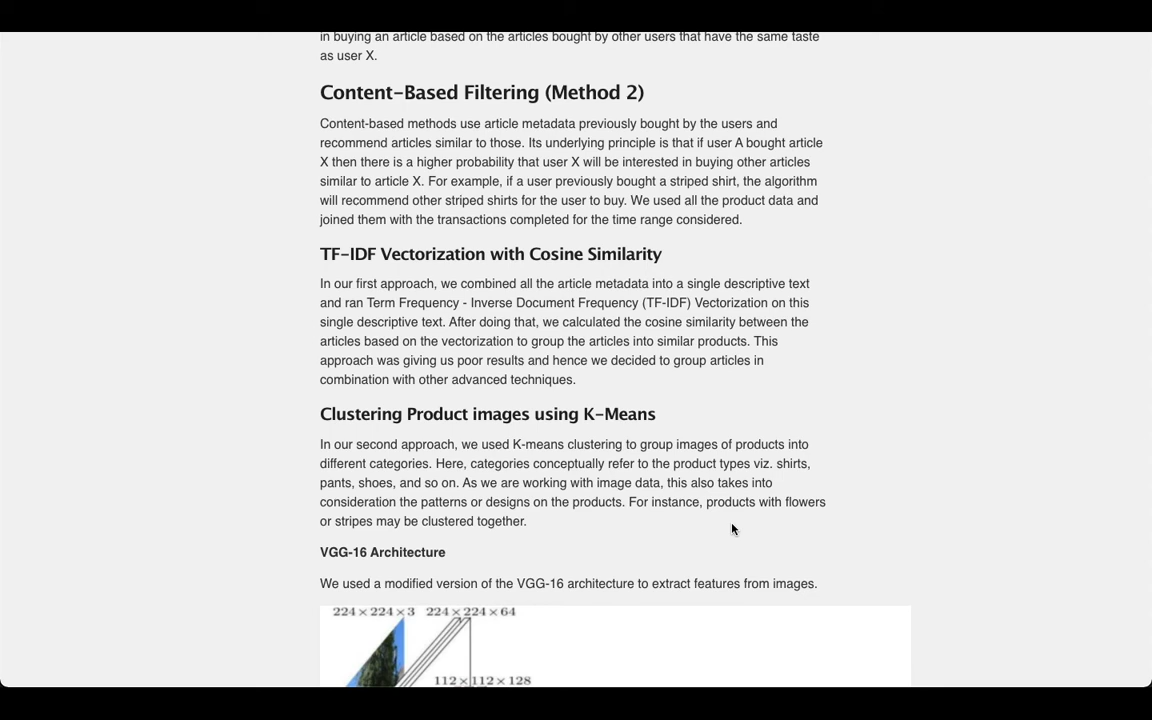 in buying an article based on the articles bought by other users that have the same taste
as user X.
Content-Based Filtering (Method 2)
Content-based methods use article metadata previously bought by the users and
recommend articles similar to those. Its underlying principle is that if user A bought article
X then there is a higher probability that user X will be interested in buying other articles
similar to article X. For example, if a user previously bought a striped shirt, the algorithm
will recommend other striped shirts for the user to buy. We used all the product data and
joined them with the transactions completed for the time range considered.
TF-IDF Vectorization with Cosine Similarity
In our first approach, we combined all the article metadata into a single descriptive text
and ran Term Frequency - Inverse Document Frequency (TF-IDF) Vectorization on this
single descriptive text. After doing that, we calculated the cosine similarity between the
articles based on the vectorization to group the articles into similar products. This
approach was giving us poor results and hence we decided to group articles in
combination with other advanced techniques.
Clustering Product images using K-Means
In our second approach, we used K-means clustering to group images of products into
different categories. Here, categories conceptually refer to the product types viz. shirts,
pants, shoes, and so on. As we are working with image data, this also takes into
consideration the patterns or designs on the products. For instance, products with flowers
or stripes may be clustered together.
VGG-16 Architecture
We used a modified version of the VGG-16 architecture to extract features from images.
224×224×3 224×224×64
112×112×128